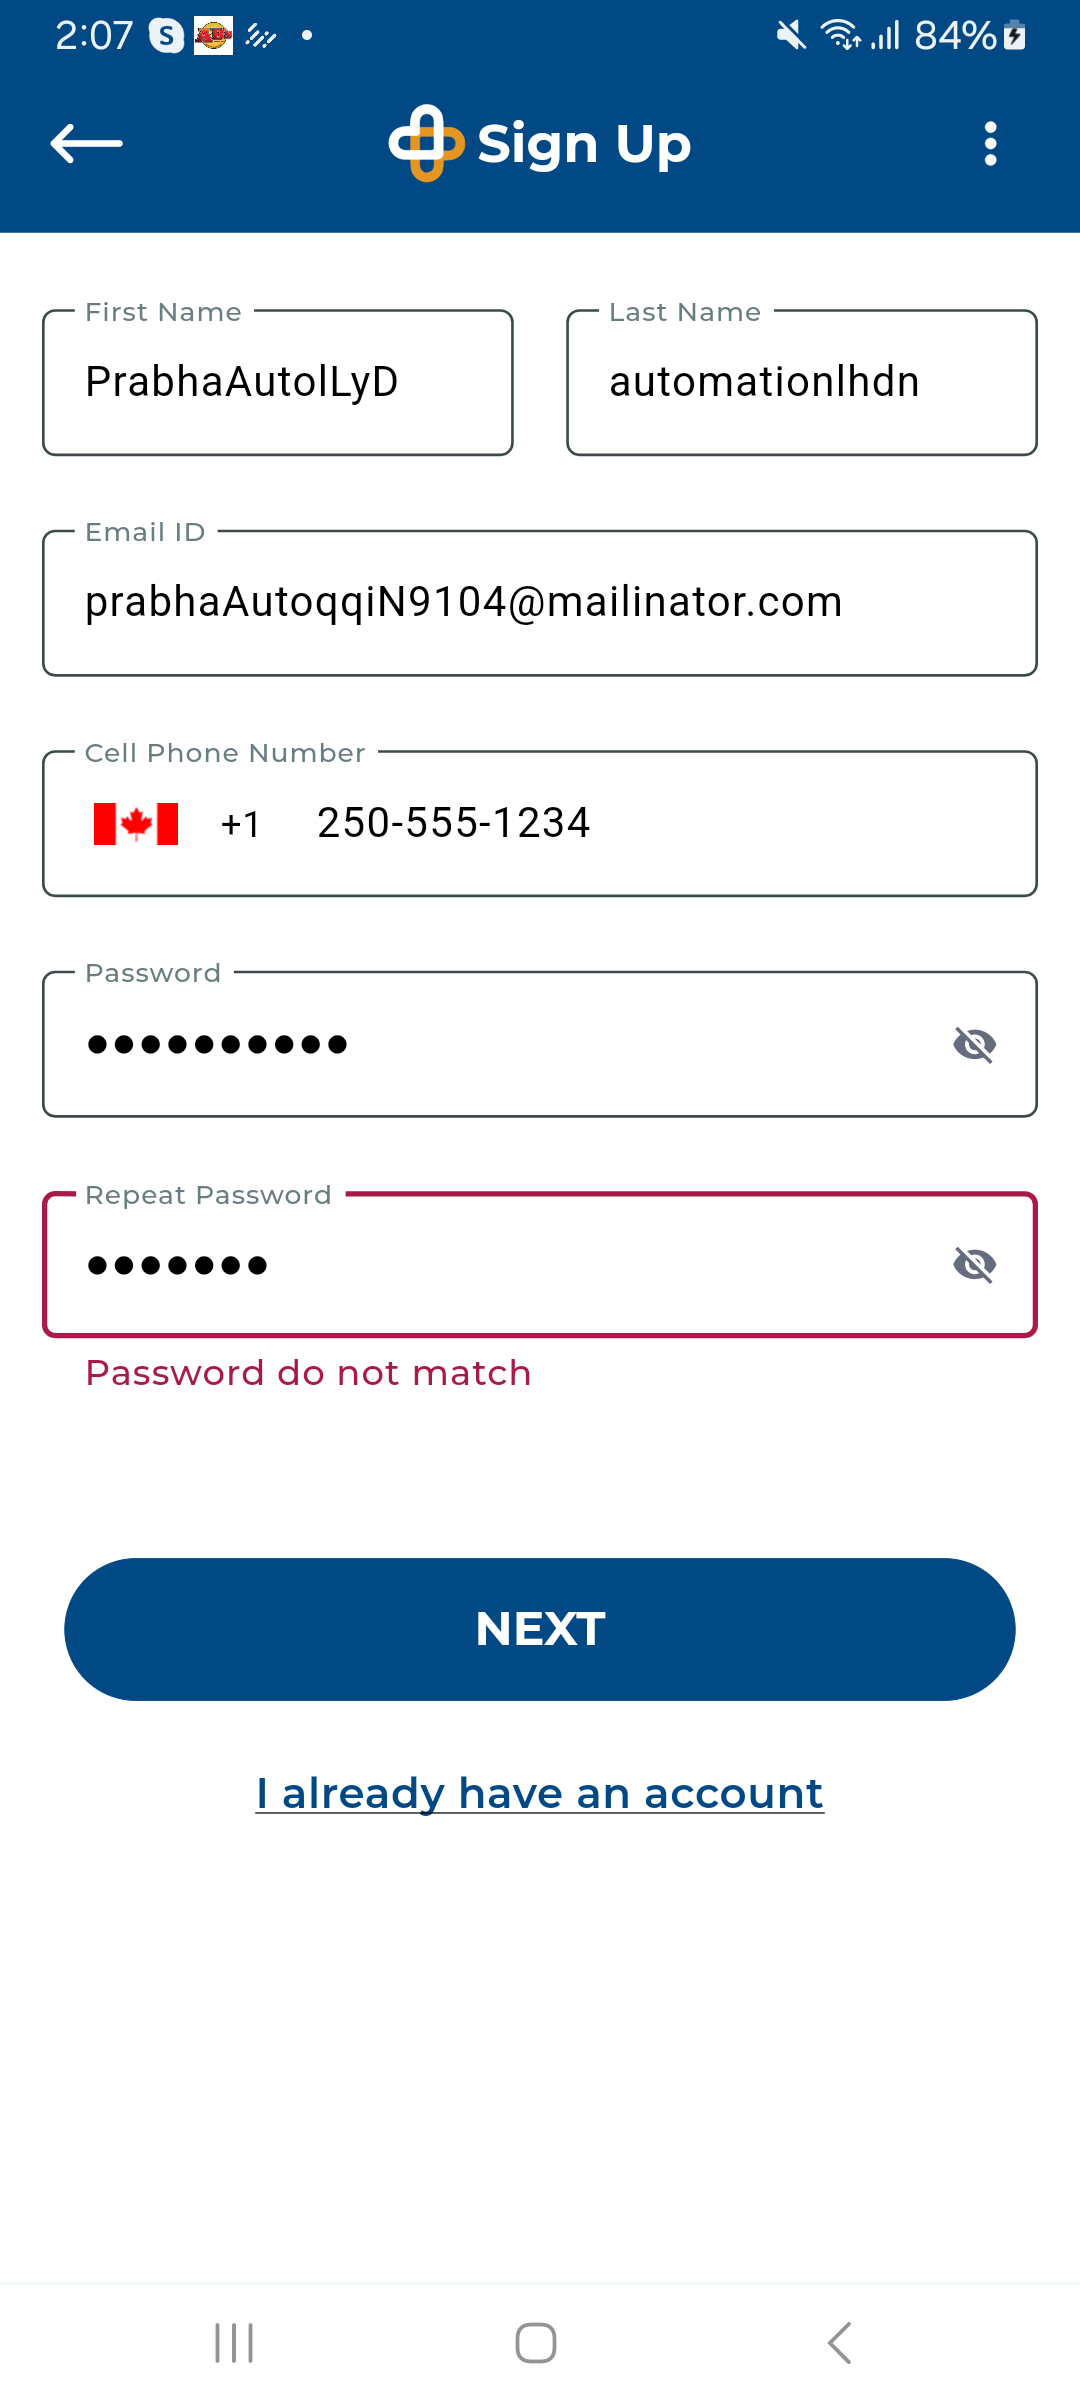 2:07 S AB's 84%
Sign Up
First Name Last Name
PrabhaAutolLyD automationlhdn
Email ID
prabhaAutoqqiN9104@mailinator.com
Cell Phone Number
+1 250-555-1234
Password
••••••••••
Repeat Password
•••••••
Password do not match
NEXT
I already have an account